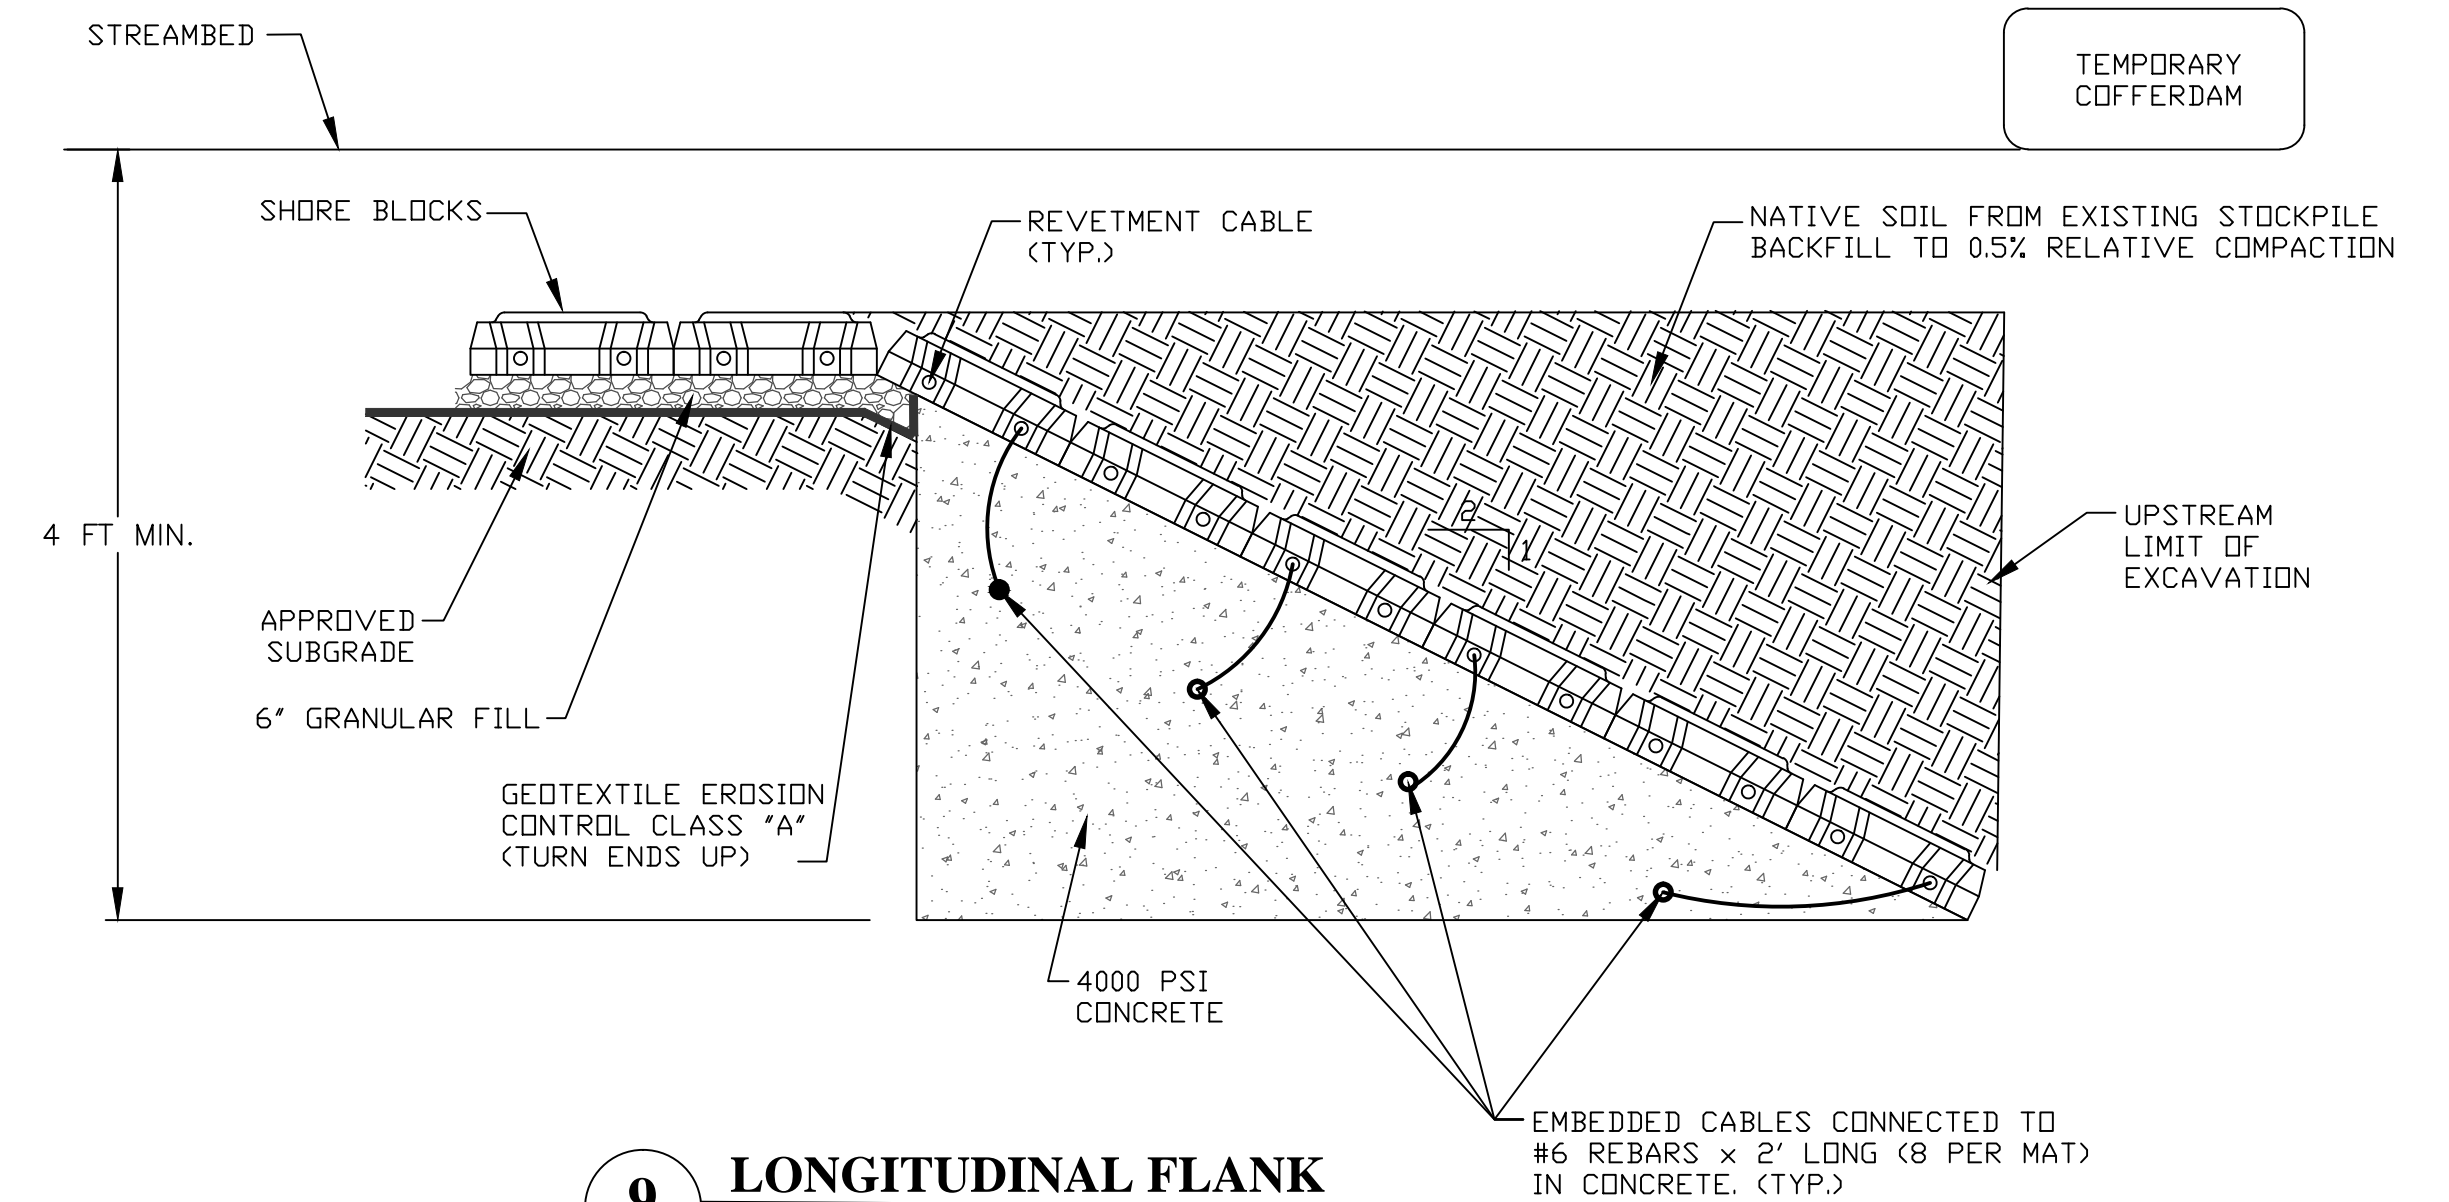 STREAMBED
TEMPORARY
COFFERDAM
SHORE BLOCKS
REVETMENT CABLE
(TYP.)
NATIVE SOIL FROM EXISTING STOCKPILE
BACKFILL TO 0.5% RELATIVE COMPACTION
2
1
4 FT MIN.
UPSTREAM
LIMIT OF
EXCAVATION
APPROVED
SUBGRADE
6" GRANULAR FILL
GEOTEXTILE EROSION
CONTROL CLASS "A"
(TURN ENDS UP)
4000 PSI
CONCRETE
EMBEDDED CABLES CONNECTED TO
#6 REBARS x 2' LONG (8 PER MAT)
IN CONCRETE. (TYP.)
9
LONGITUDINAL FLANK